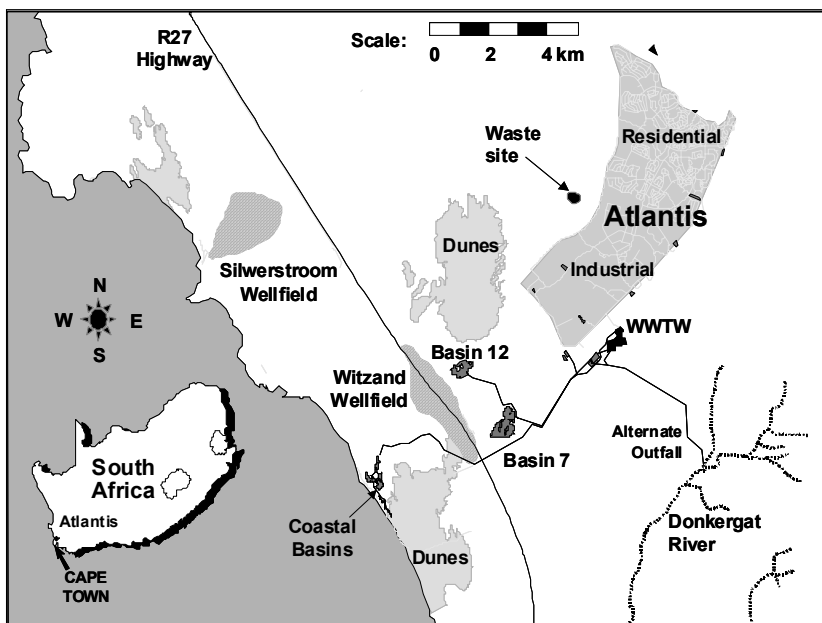 R27
Highway
Scale:
0 2 4 km
Waste
site
Residential
Atlantis
Industrial
Dunes
Silwerstroom
Wellfield
N
W E
S
WWTW
Basin 12
Witzand
Wellfield
Basin 7
Alternate
Outfall
South
Africa
Atlantis
CAPE
TOWN
Coastal
Basins
Dunes
Donkergat
River